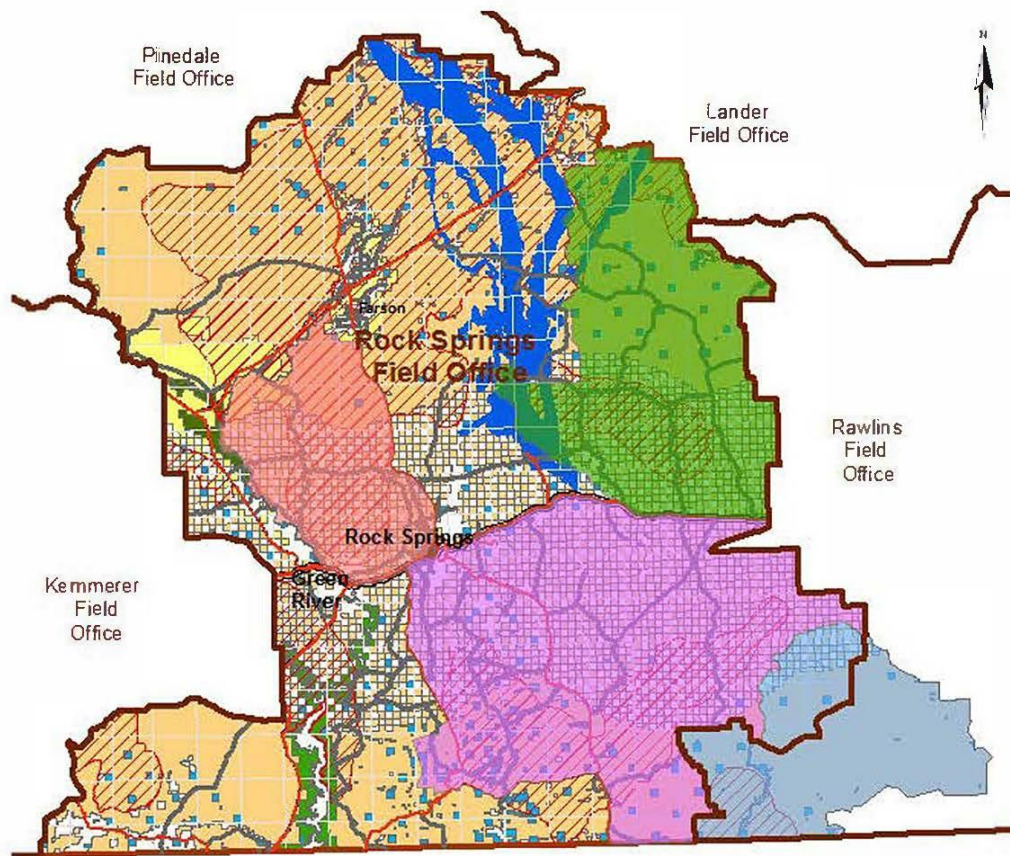 N
Pinedale
Field Office
Lander
Field Office
Farson
Rock Springs
Field Office
Rawlins
Field
Office
Rock Springs
Green
River
Kemmerer
Field
Office